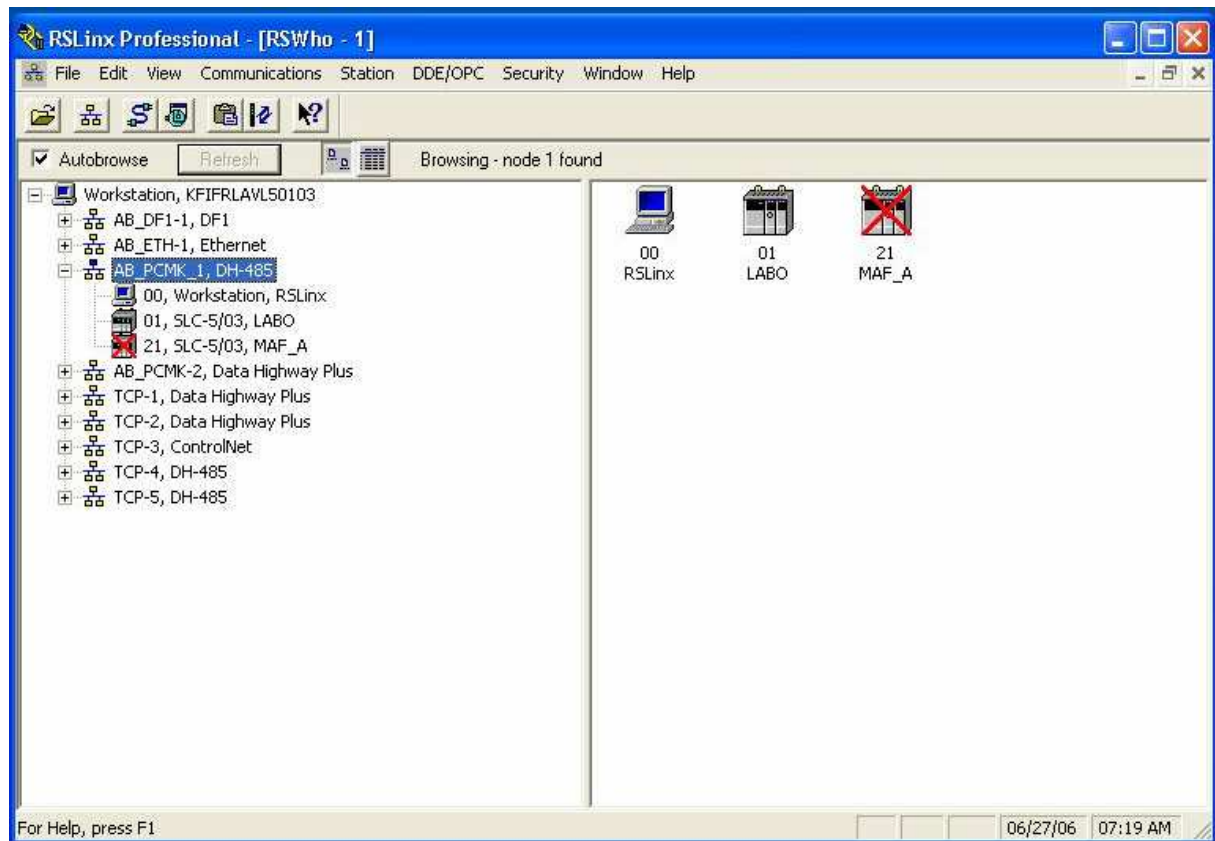 RSLinx Professional - [RSWho - 1]
File Edit View Communications Station DDE/OPC Security Window Help
Autobrowse Refresh Browsing - node 1 found
Workstation, KFIFRLAVL50103
AB_DF1-1, DF1
AB_ETH-1, Ethernet
AB_PCMK_1, DH-485
00, Workstation, RSLinx
01, SLC-5/03, LABO
21, SLC-5/03, MAF_A
AB_PCMK-2, Data Highway Plus
TCP-1, Data Highway Plus
TCP-2, Data Highway Plus
TCP-3, ControlNet
TCP-4, DH-485
TCP-5, DH-485
00 01 21
RSLinx LABO MAF_A
For Help, press F1 06/27/06 07:19 AM